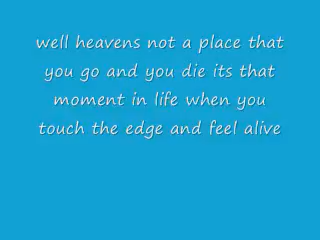 well heavens not a place that
you go and you die its that
moment in life when you
touch the edge and feel alive